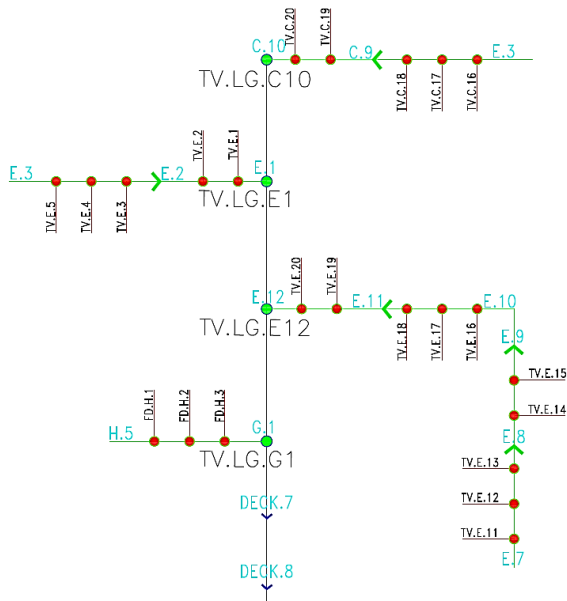 TV.C.20
TV.C.19
C.10
C.9
E.3
TV.LG.C10
TV.C.18
TV.C.17
TV.C.16
TV.E.2
TV.E.1
E.3
E.2
E.1
TV.LG.E1
TV.E.5
TV.E.4
TV.E.3
TV.E.20
TV.E.19
E.12
E.11
E.10
TV.LG.E12
TV.E.18
TV.E.17
TV.E.16
E.9
TV.E.15
FD.H.1
FD.H.2
FD.H.3
TV.E.14
H.5
G.1
E.8
TV.LG.G1
TV.E.13
TV.E.12
DECK.7
TV.E.11
E.7
DECK.8